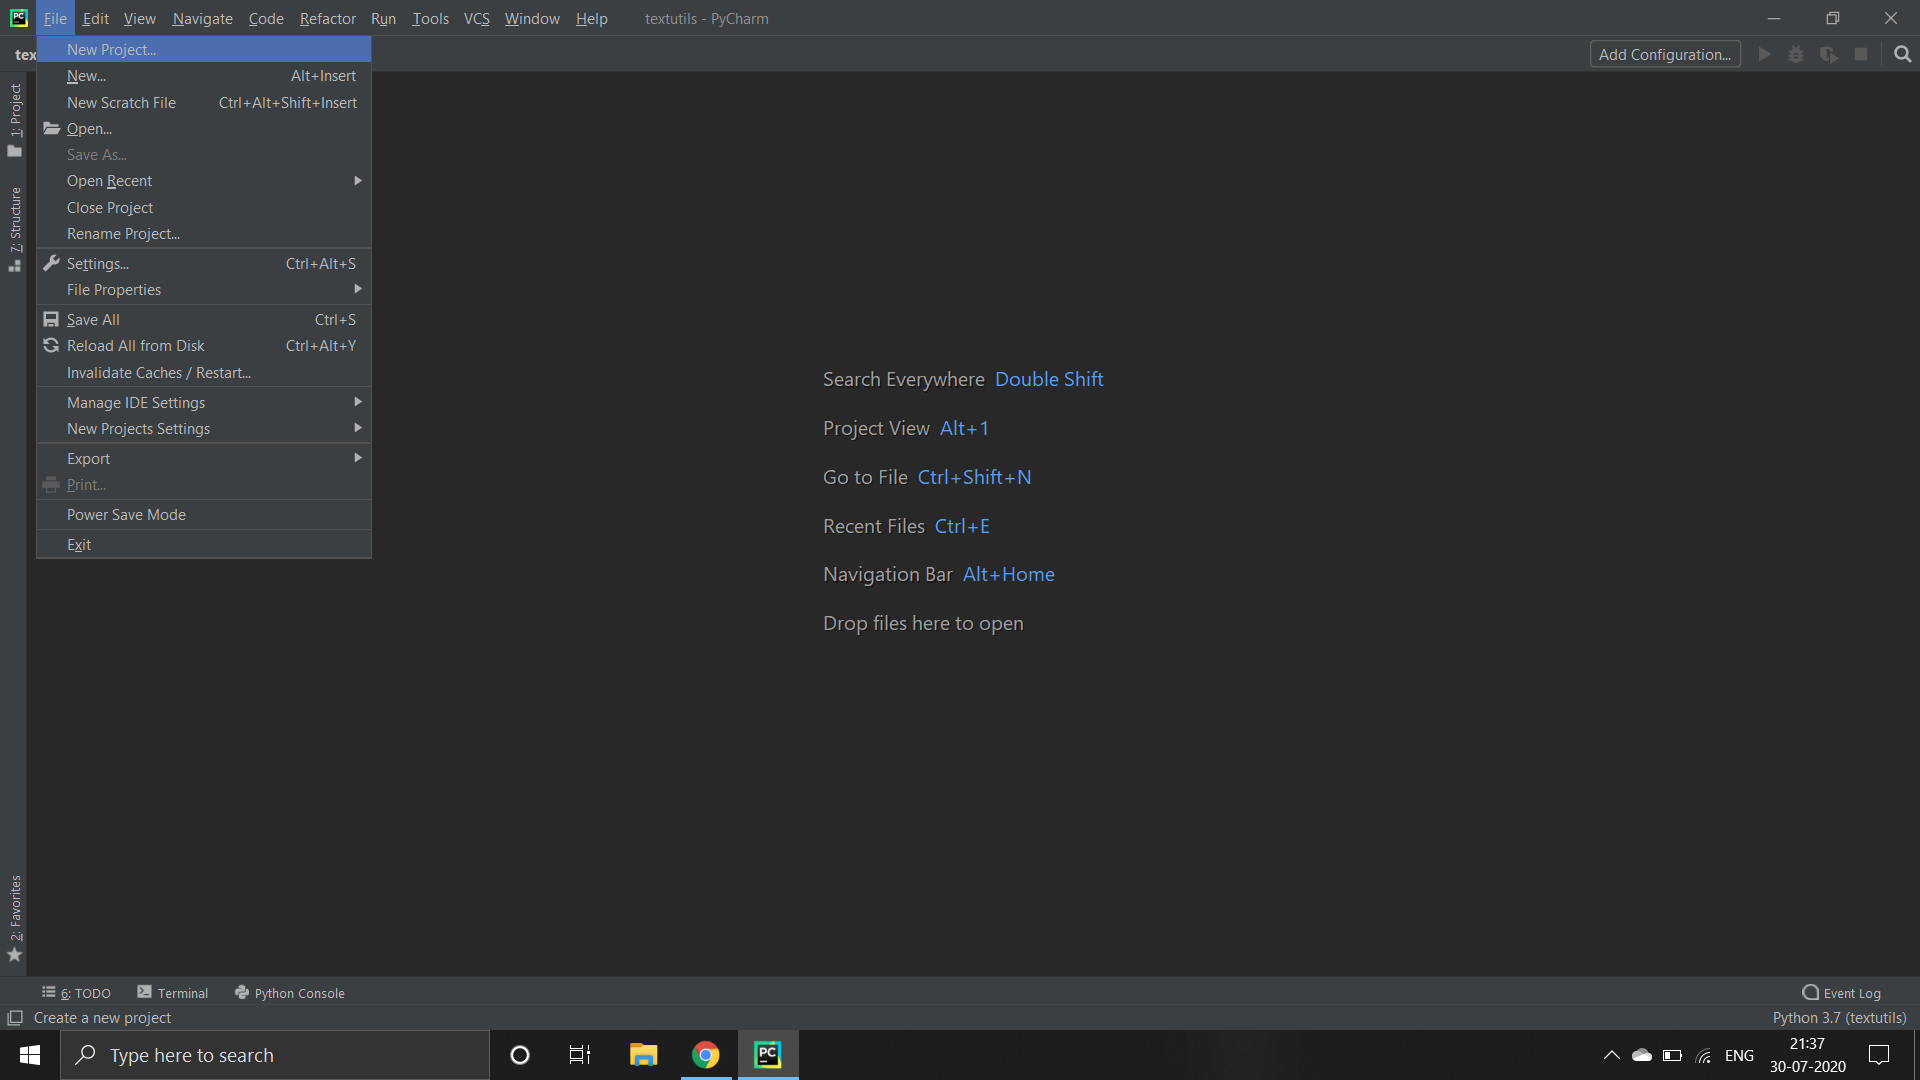 PC File Edit View Navigate Code Refactor Run Tools VCS Window Help textutils - PyCharm
tex Add Configuration...
New Project...
New... Alt+Insert
New Scratch File Ctrl+Alt+Shift+Insert
Open...
Save As...
Open Recent
Close Project
Rename Project...
Settings... Ctrl+Alt+S
File Properties
Save All Ctrl+S
Reload All from Disk Ctrl+Alt+Y
Invalidate Caches / Restart...
Manage IDE Settings
New Projects Settings
Export
Print...
Power Save Mode
Exit
1: Project
7: Structure
2: Favorites
Search Everywhere Double Shift
Project View Alt+1
Go to File Ctrl+Shift+N
Recent Files Ctrl+E
Navigation Bar Alt+Home
Drop files here to open
6: TODO Terminal Python Console Event Log
Create a new project Python 3.7 (textutils)
Type here to search PC ENG 21:37
30-07-2020